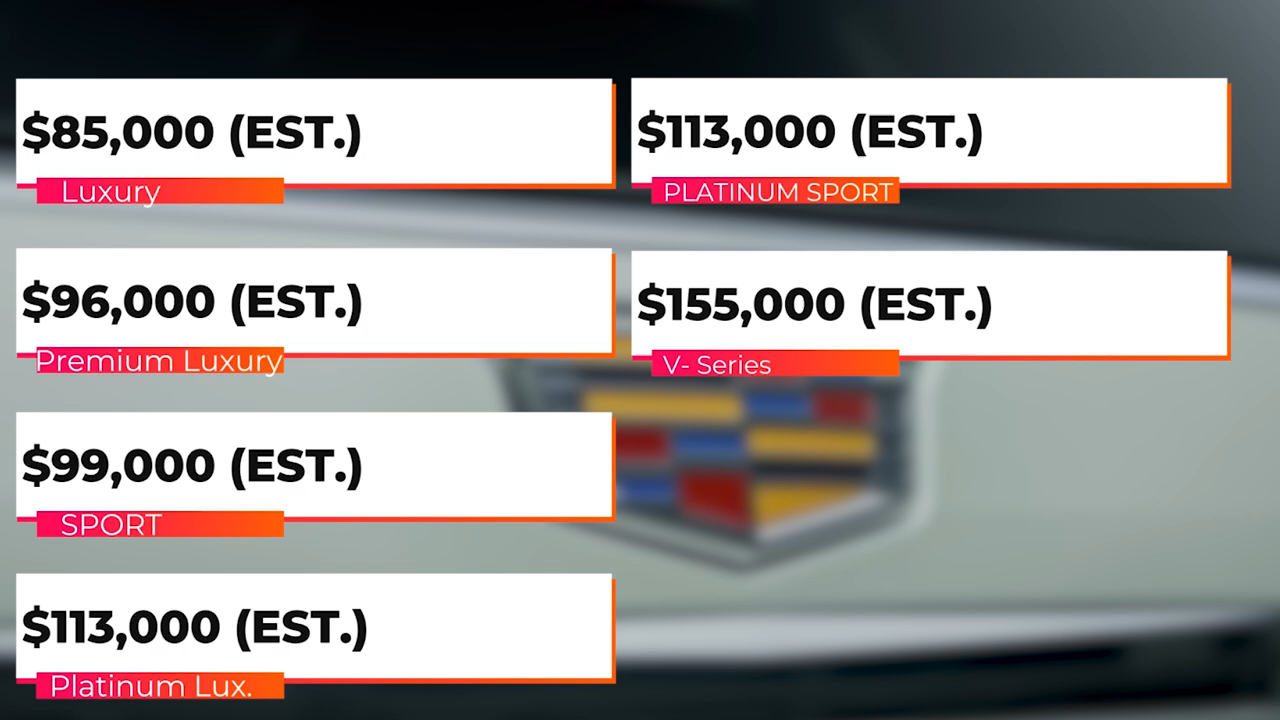 $85,000 (EST.)
Luxury
$96,000 (EST.)
Premium Luxury
$99,000 (EST.)
SPORT
$113,000 (EST.)
Platinum Lux.
$113,000 (EST.)
PLATINUM SPORT
$155,000 (EST.)
V- Series